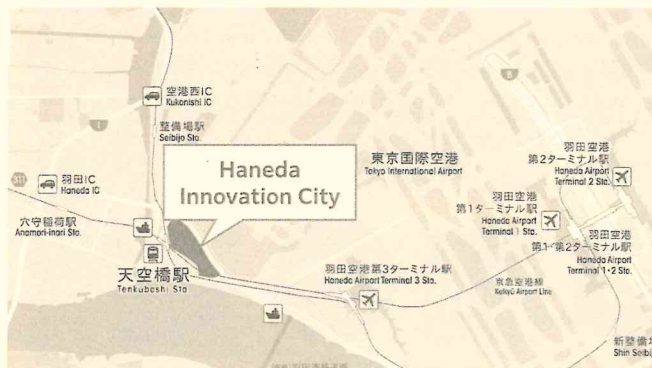 空港西IC
Kukonishi IC
整備場駅
Seibijo Sta.
1
6
311
羽田IC
Haneda IC
Haneda
Innovation City
東京国際空港
Tokyo International Airport
羽田空港
第2ターミナル駅
Haneda Airport
Terminal 2 Sta.
羽田空港
第1ターミナル駅
Haneda Airport
Terminal 1 Sta.
羽田空港
第1・第2ターミナル駅
Haneda Airport
Terminal 1・2 Sta.
穴守稲荷駅
Anamori-inari Sta.
天空橋駅
Tenkubashi Sta.
羽田空港第3ターミナル駅
Haneda Airport Terminal 3 Sta.
京急空港線
Keikyū Airport Line
新整備場
Shin Seibij